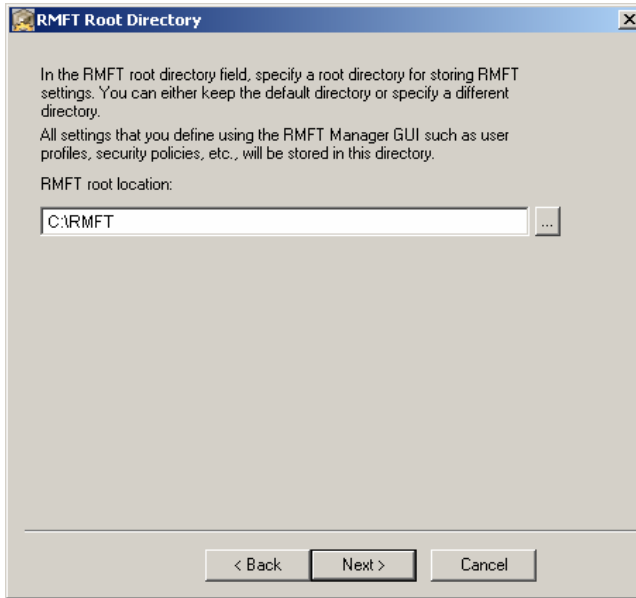 RMFT Root Directory
In the RMFT root directory field, specify a root directory for storing RMFT
settings. You can either keep the default directory or specify a different
directory.
All settings that you define using the RMFT Manager GUI such as user
profiles, security policies, etc., will be stored in this directory.
RMFT root location:
C:\RMFT
...
< Back
Next >
Cancel